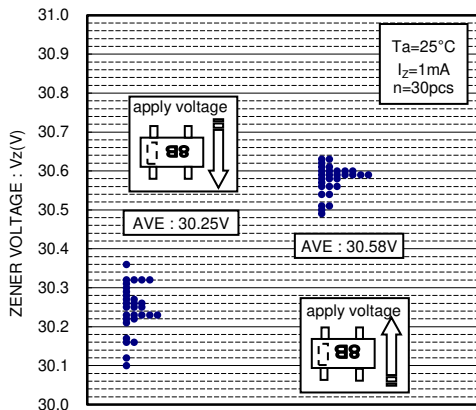 31.0
30.9
30.8
30.7
30.6
30.5
30.4
30.3
30.2
30.1
30.0
ZENER VOLTAGE : Vz(V)
Ta=25°C
IZ=1mA
n=30pcs
apply voltage
8B
AVE : 30.25V
AVE : 30.58V
apply voltage
8B